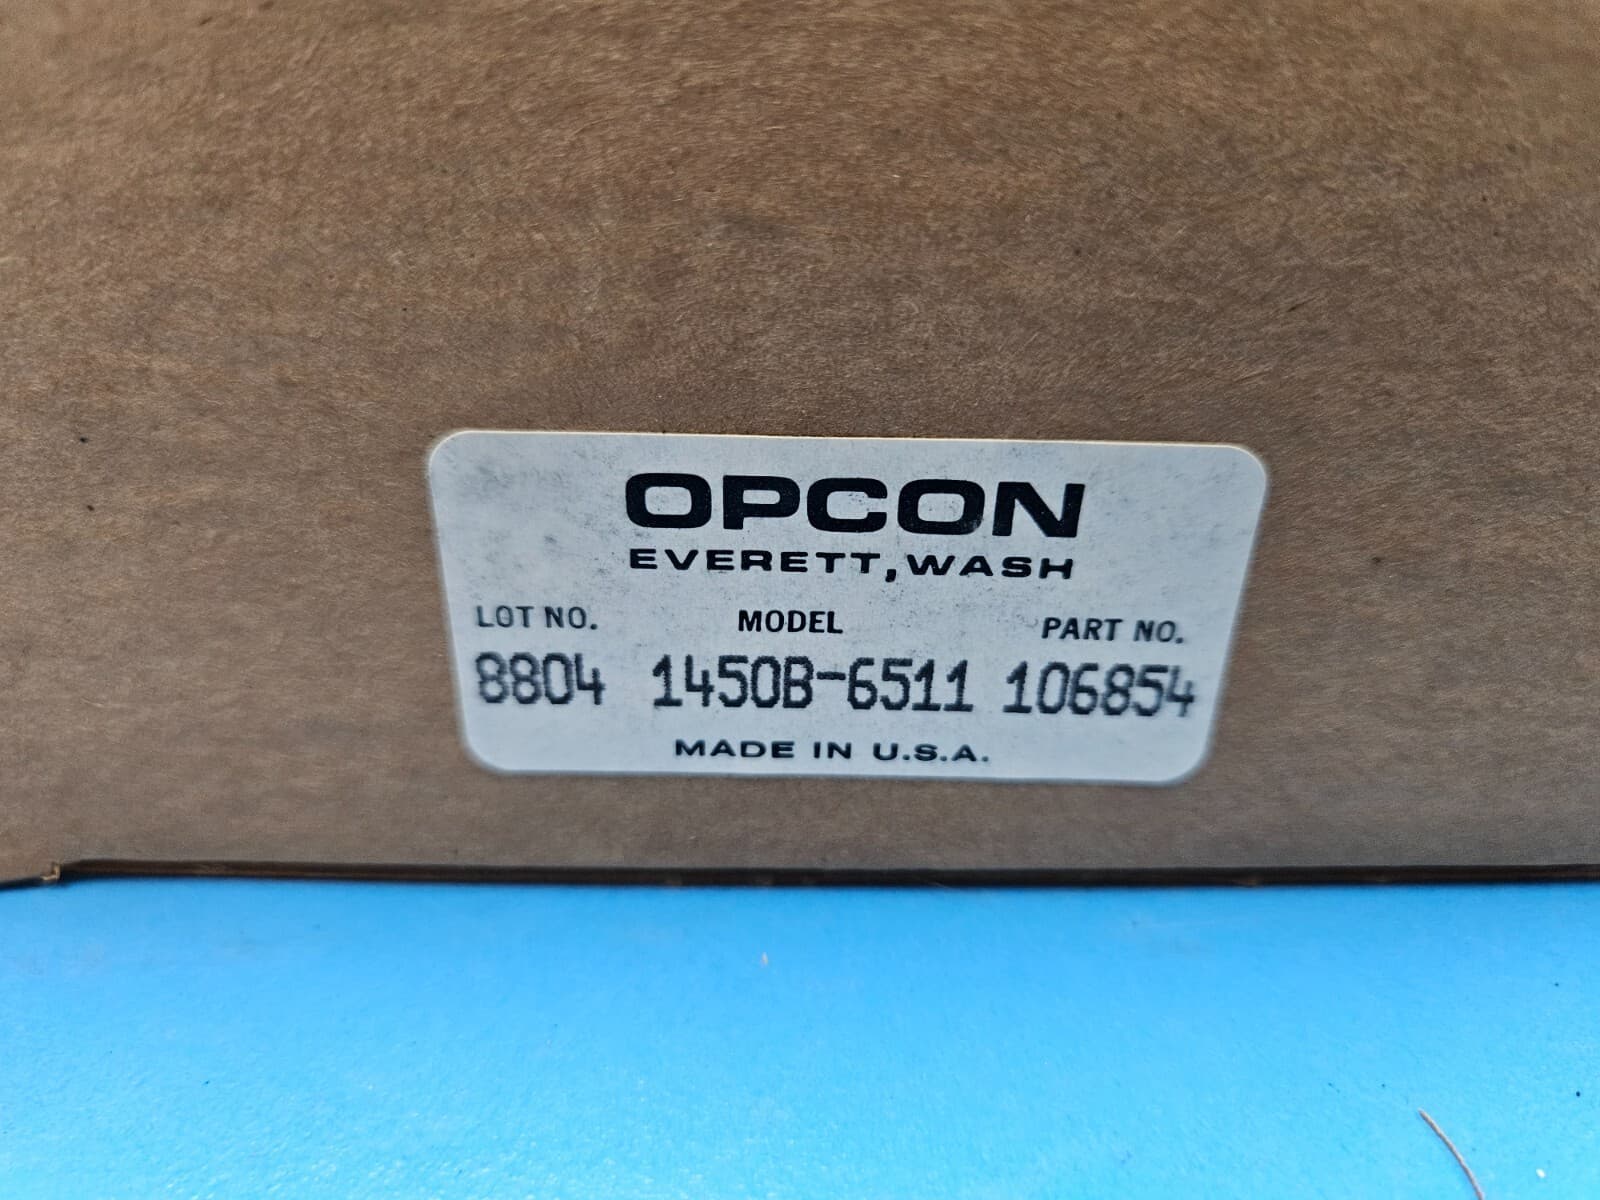 OPCON
EVERETT, WASH
LOT NO. MODEL PART NO.
8804 1450B-6511 106854
MADE IN U.S.A.